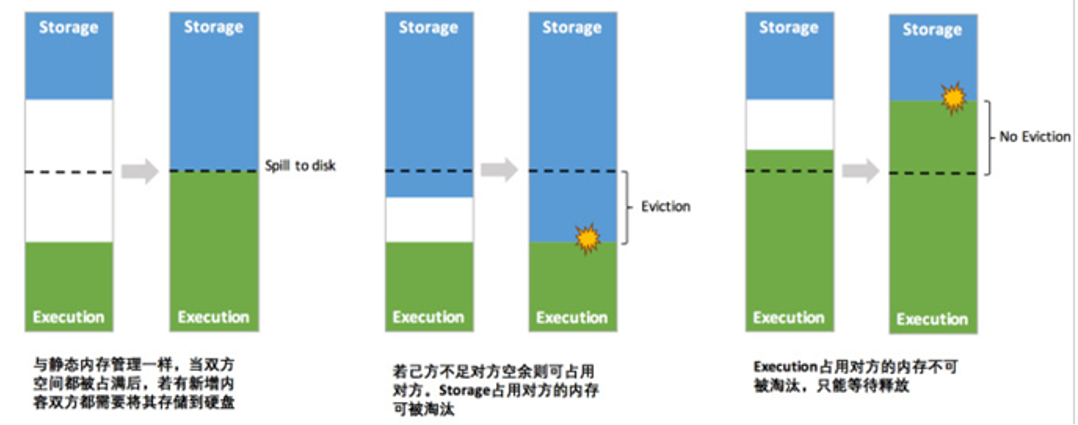 Storage
Storage
Spill to disk
Execution
Execution
与静态内存管理一样，当双方
空间都被占满后，若有新增内
容双方都需要将其存储到硬盘
Storage
Storage
Eviction
Execution
Execution
若己方不足对方空余则可占用
对方。Storage占用对方的内存
可被淘汰
Storage
Storage
No Eviction
Execution
Execution
Execution占用对方的内存不可
被淘汰，只能等待释放